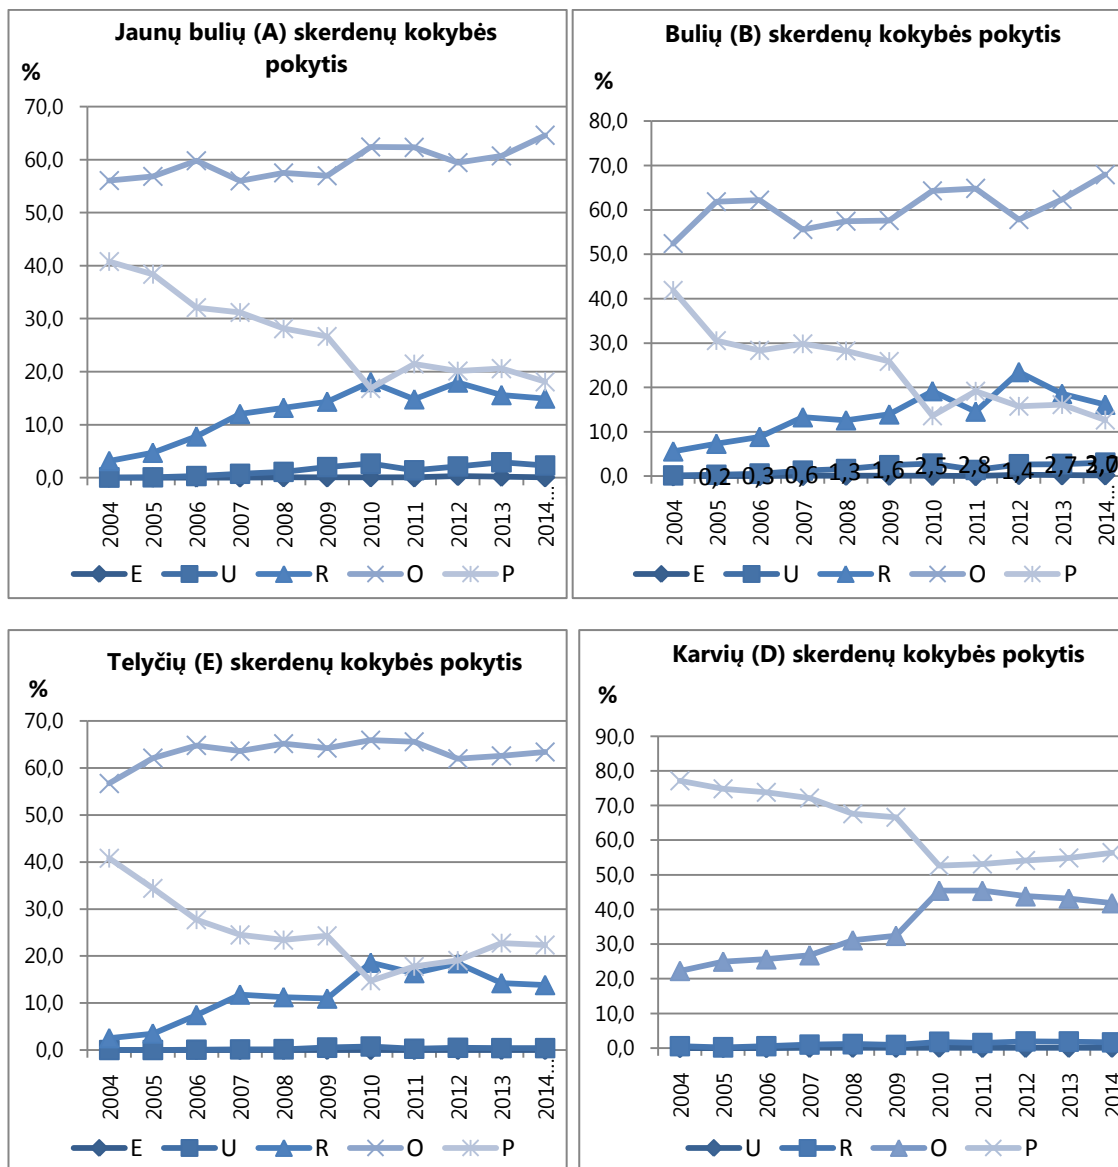 Jaunų bulių (A) skerdenų kokybės
pokytis
%
70,0
60,0
50,0
40,0
30,0
20,0
10,0
0,0
2004 2005 2006 2007 2008 2009 2010 2011 2012 2013 2014...
E U R O P
Bulių (B) skerdenų kokybės pokytis
%
80,0
70,0
60,0
50,0
40,0
30,0
20,0
10,0
0,0
0,2 0,3 0,6 1,3 1,6 2,5 2,8 1,4 2,7
2004 2005 2006 2007 2008 2009 2010 2011 2012 2013 2014...
E U R O P
Telyčių (E) skerdenų kokybės pokytis
%
70,0
60,0
50,0
40,0
30,0
20,0
10,0
0,0
2004 2005 2006 2007 2008 2009 2010 2011 2012 2013 2014...
E U R O P
Karvių (D) skerdenų kokybės pokytis
%
90,0
80,0
70,0
60,0
50,0
40,0
30,0
20,0
10,0
0,0
2004 2005 2006 2007 2008 2009 2010 2011 2012 2013 2014
U R O P